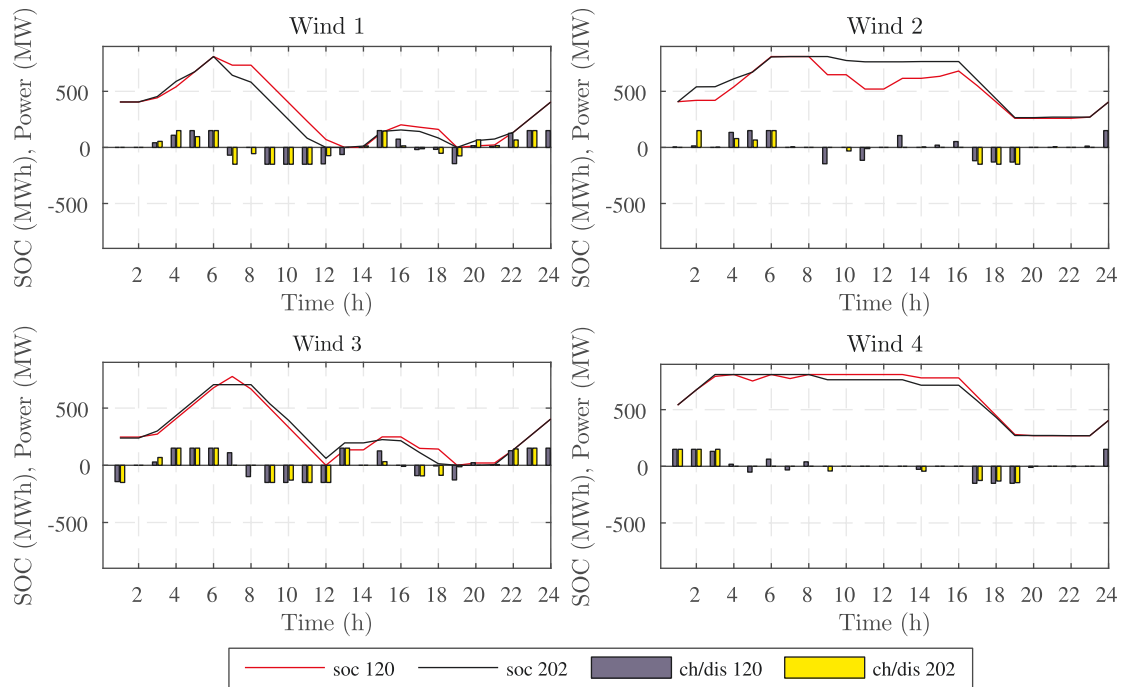 Wind 1
SOC (MWh), Power (MW)
500
0
-500
2 4 6 8 10 12 14 16 18 20 22 24
Time (h)
Wind 2
SOC (MWh), Power (MW)
500
0
-500
2 4 6 8 10 12 14 16 18 20 22 24
Time (h)
Wind 3
SOC (MWh), Power (MW)
500
0
-500
2 4 6 8 10 12 14 16 18 20 22 24
Time (h)
Wind 4
SOC (MWh), Power (MW)
500
0
-500
2 4 6 8 10 12 14 16 18 20 22 24
Time (h)
soc 120 soc 202 ch/dis 120 ch/dis 202